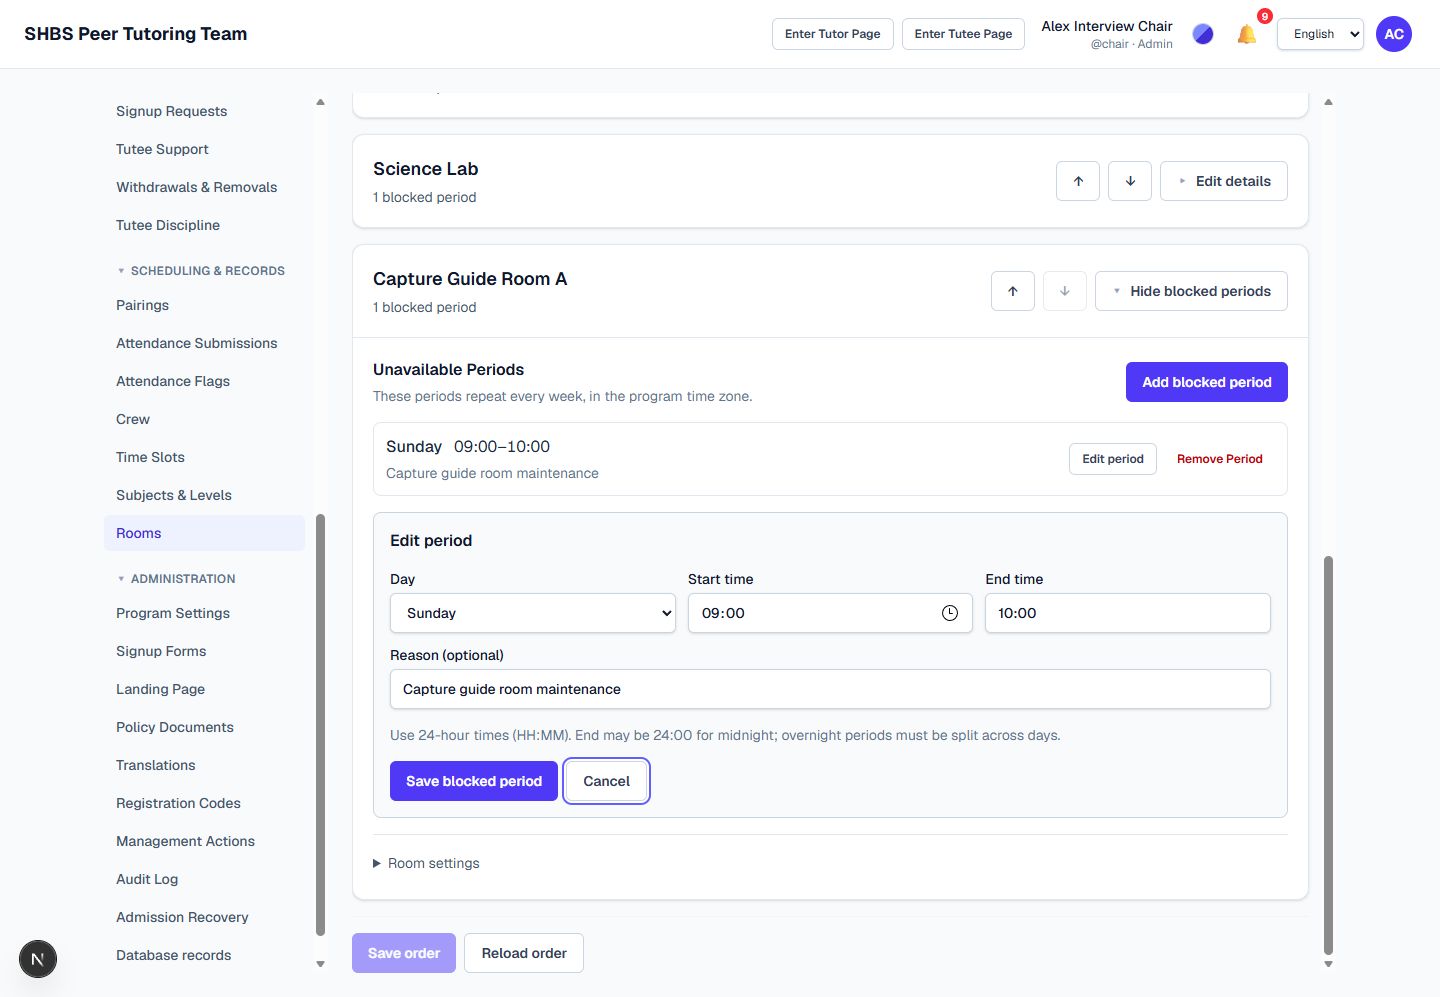 SHBS Peer Tutoring Team
Enter Tutor Page
Enter Tutee Page
Alex Interview Chair
@chair · Admin
9
English
AC
Signup Requests
Tutee Support
Withdrawals & Removals
Tutee Discipline
SCHEDULING & RECORDS
Pairings
Attendance Submissions
Attendance Flags
Crew
Time Slots
Subjects & Levels
Rooms
ADMINISTRATION
Program Settings
Signup Forms
Landing Page
Policy Documents
Translations
Registration Codes
Management Actions
Audit Log
Admission Recovery
Database records
N
Science Lab
1 blocked period
Edit details
Capture Guide Room A
1 blocked period
Hide blocked periods
Unavailable Periods
These periods repeat every week, in the program time zone.
Add blocked period
Sunday 09:00–10:00
Capture guide room maintenance
Edit period
Remove Period
Edit period
Day
Start time
End time
Sunday
09:00
10:00
Reason (optional)
Capture guide room maintenance
Use 24-hour times (HH:MM). End may be 24:00 for midnight; overnight periods must be split across days.
Save blocked period
Cancel
Room settings
Save order
Reload order